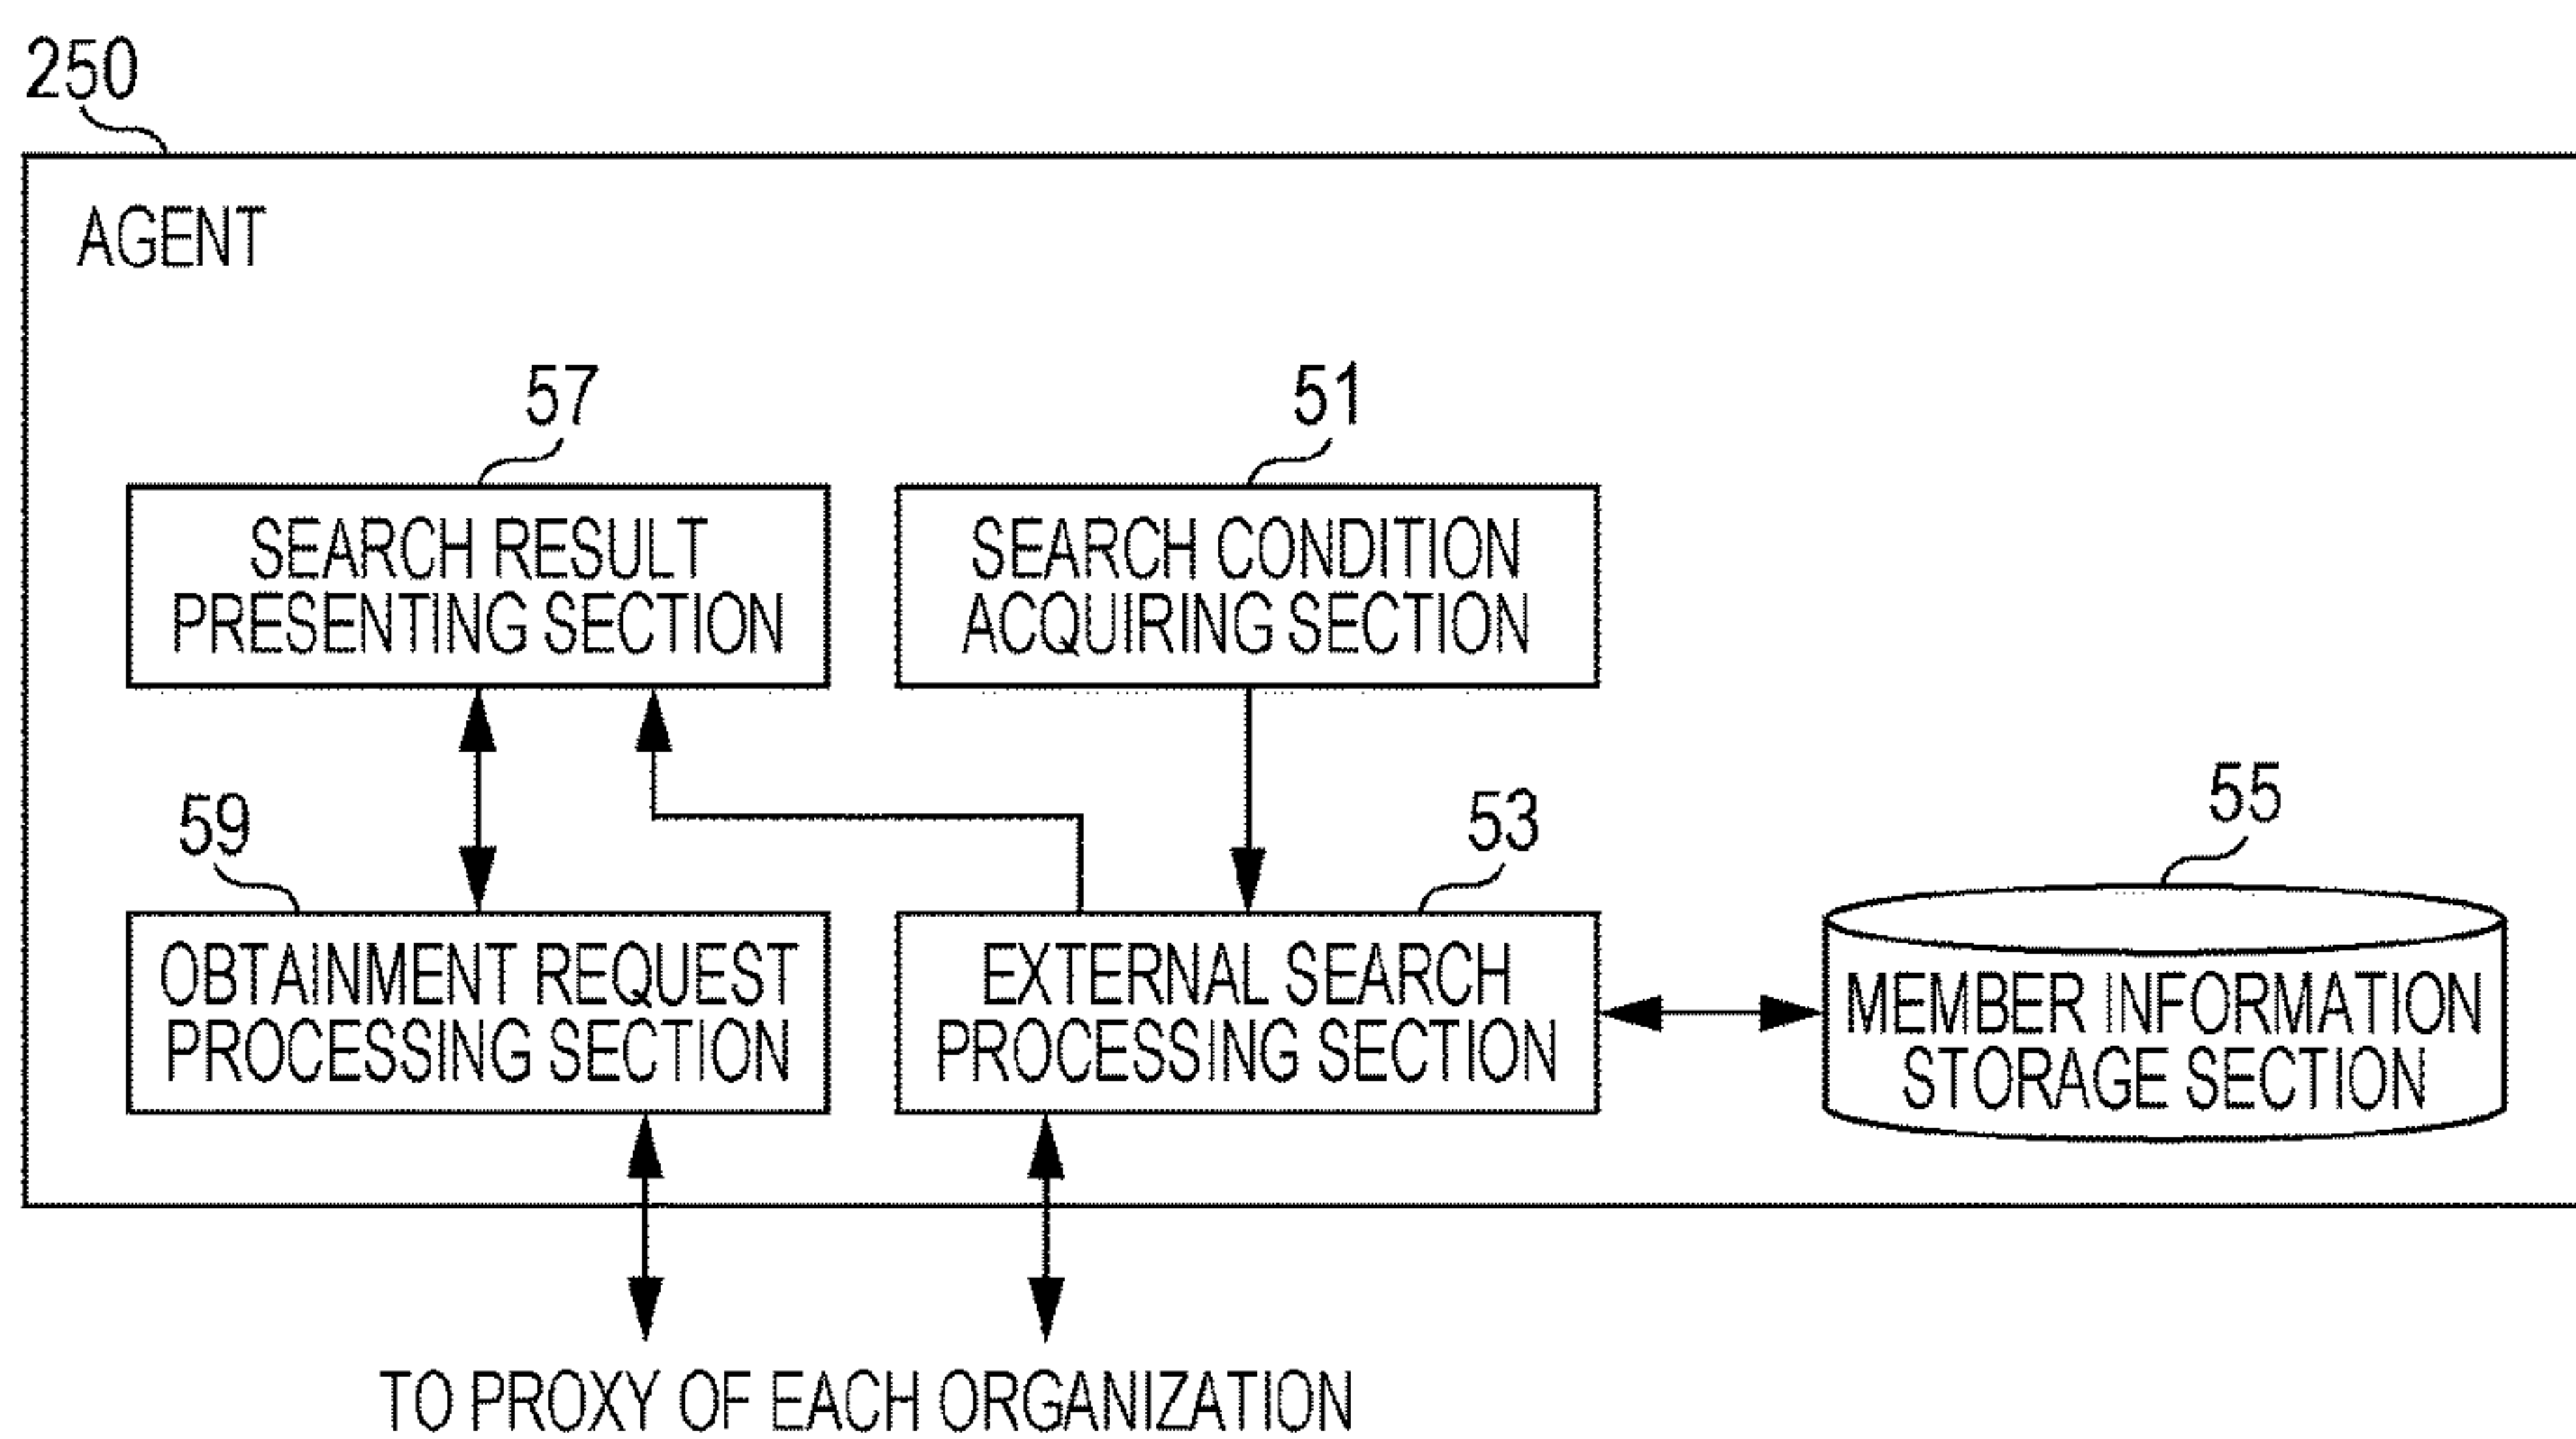 250
AGENT
57
51
SEARCH RESULT
PRESENTING SECTION
SEARCH CONDITION
ACQUIRING SECTION
59
53
55
OBTAINMENT REQUEST
PROCESSING SECTION
EXTERNAL SEARCH
PROCESSING SECTION
MEMBER INFORMATION
STORAGE SECTION
TO PROXY OF EACH ORGANIZATION